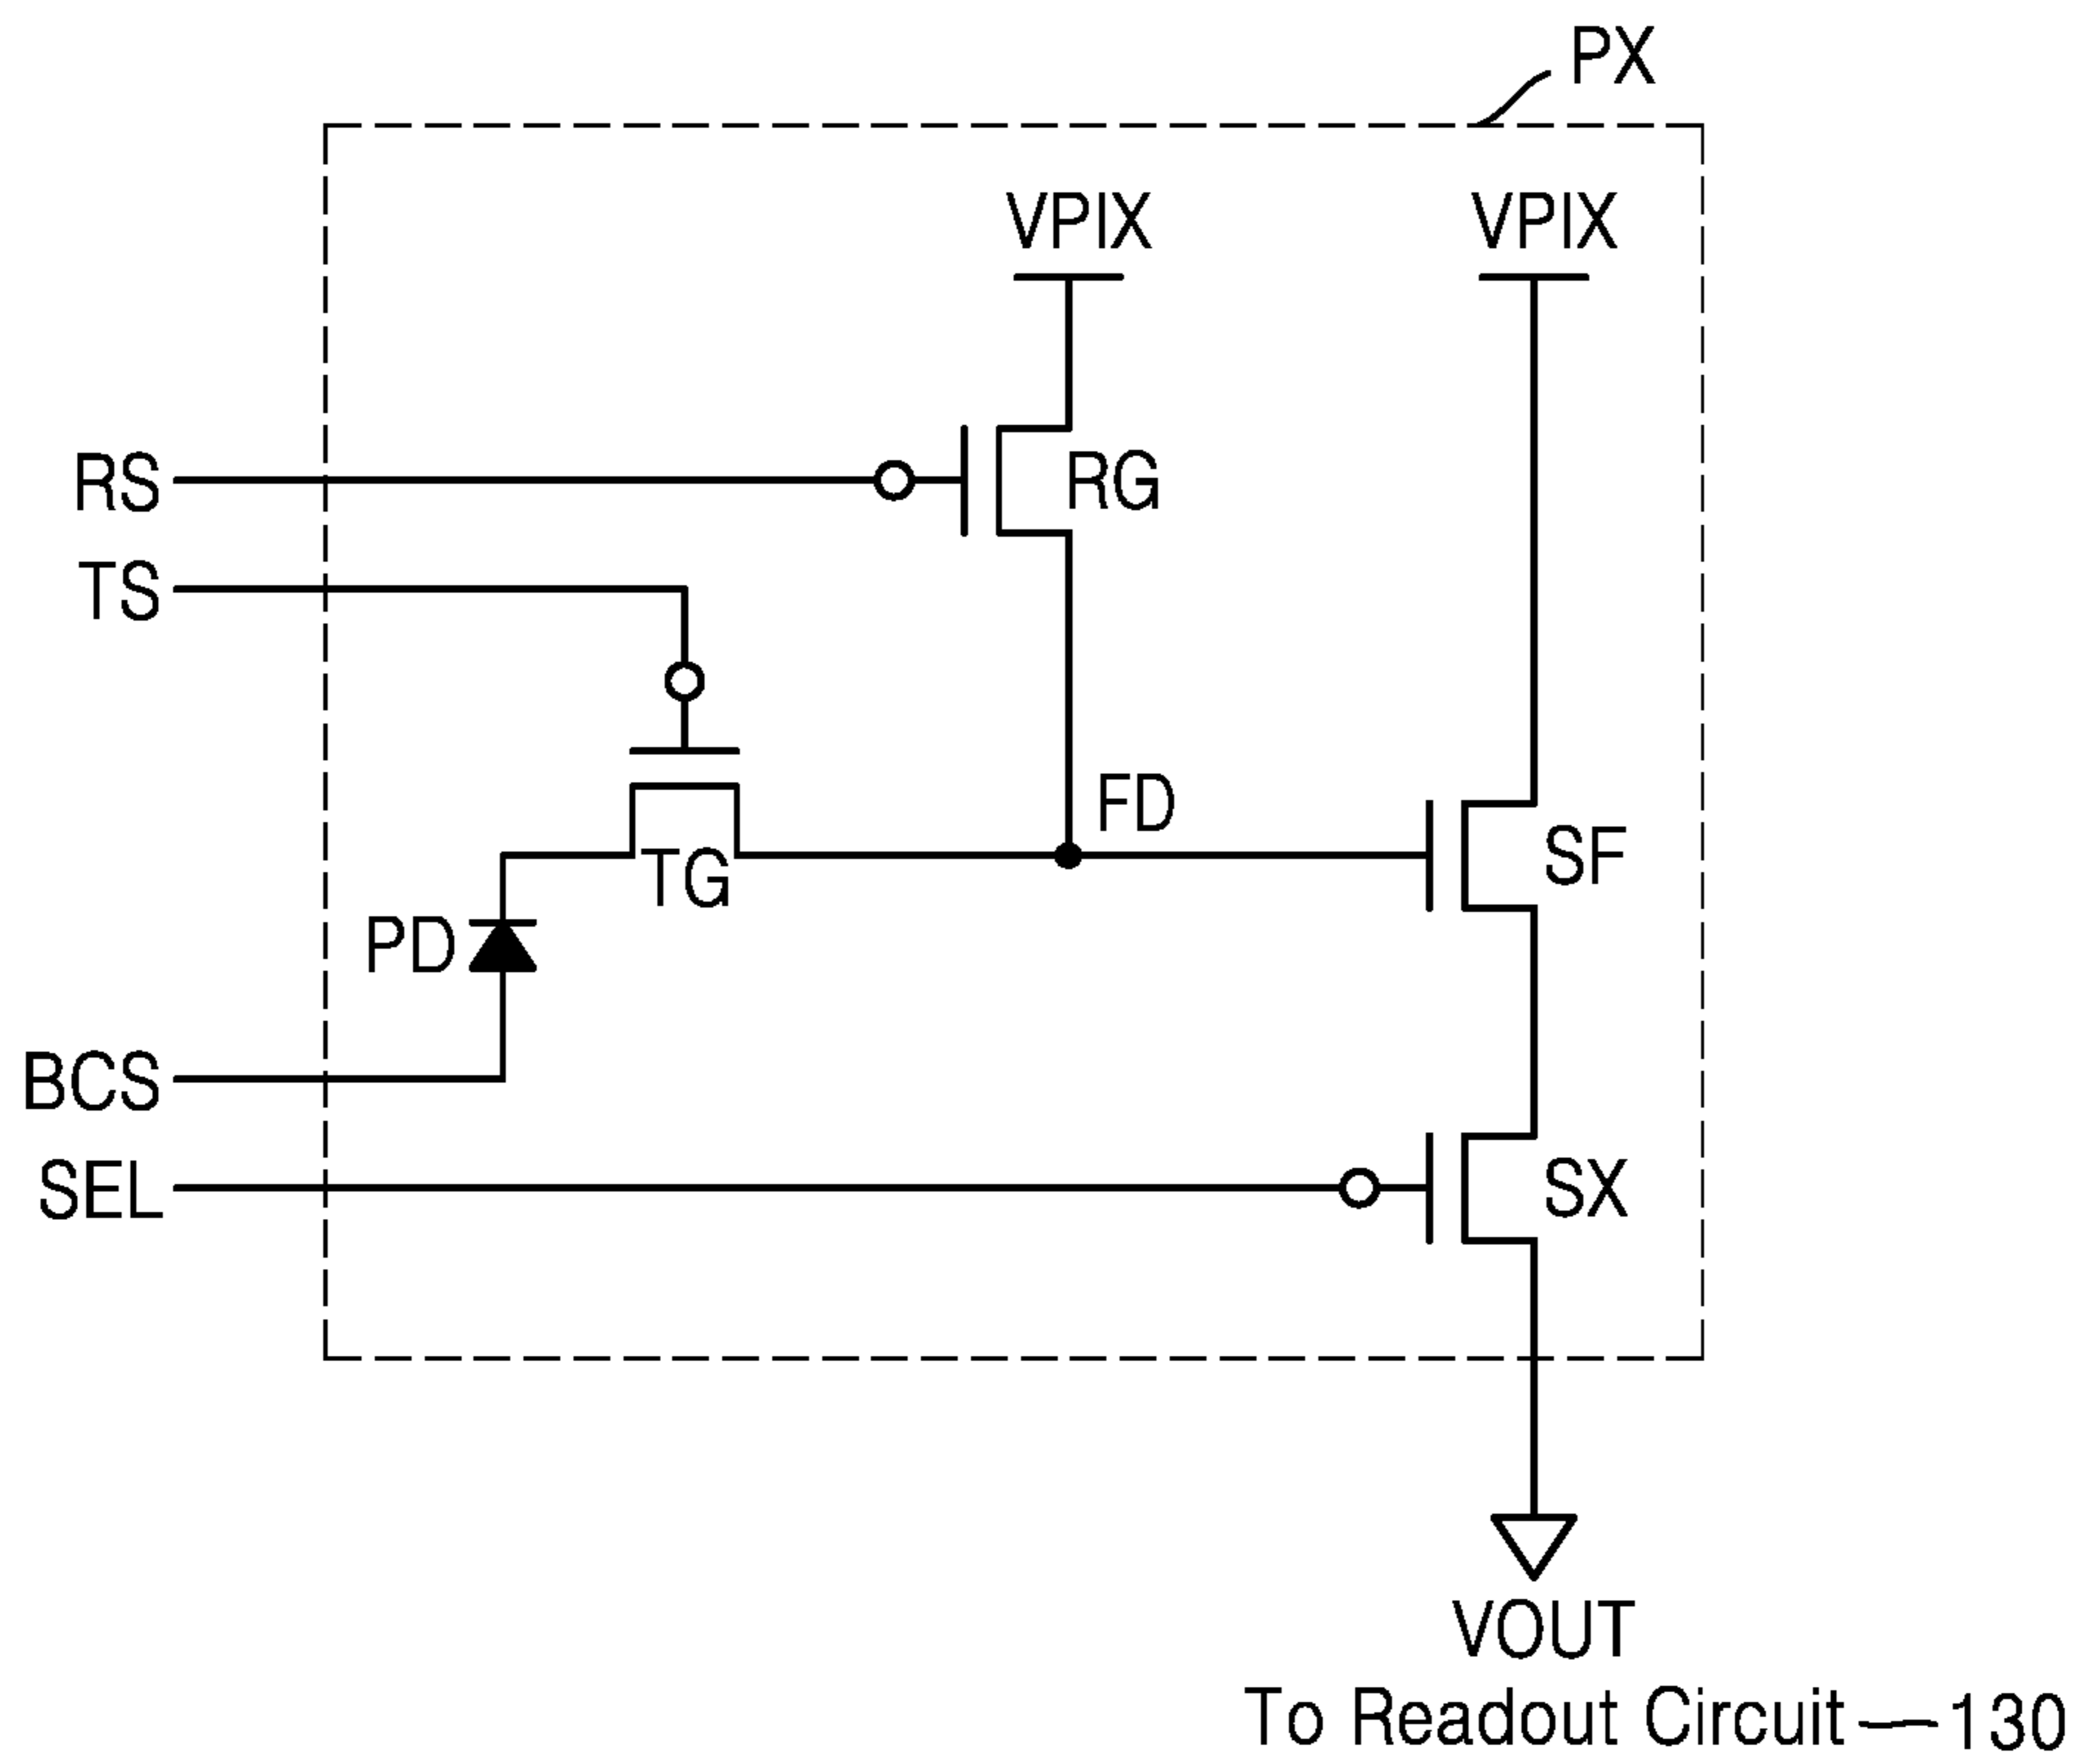 PX
VPIX VPIX
RS
RG
TS
FD
TG
SF
PD
BCS
SEL
SX
VOUT
To Readout Circuit 130